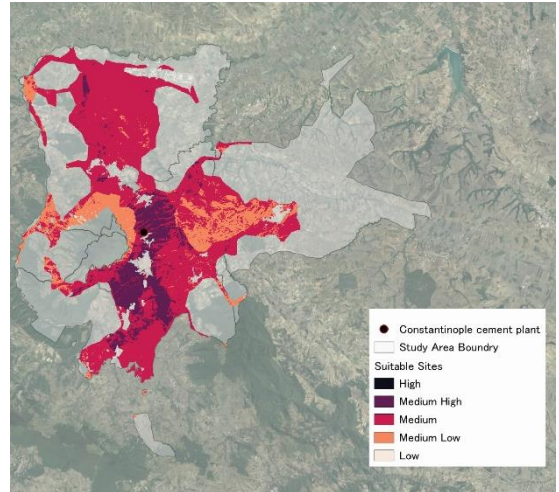 Constantinople cement plant
Study Area Boundry
Suitable Sites
High
Medium High
Medium
Medium Low
Low